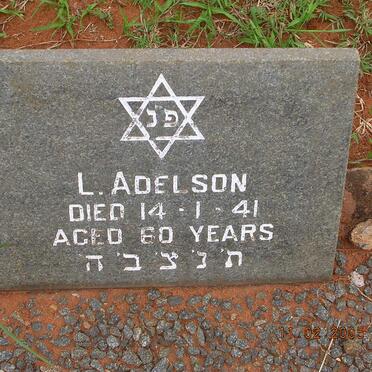 פ נ
L. ADELSON
DIED 14 - 1 - 41
AGED 60 YEARS
ת' נ' צ' ב' ה
11 02 2005